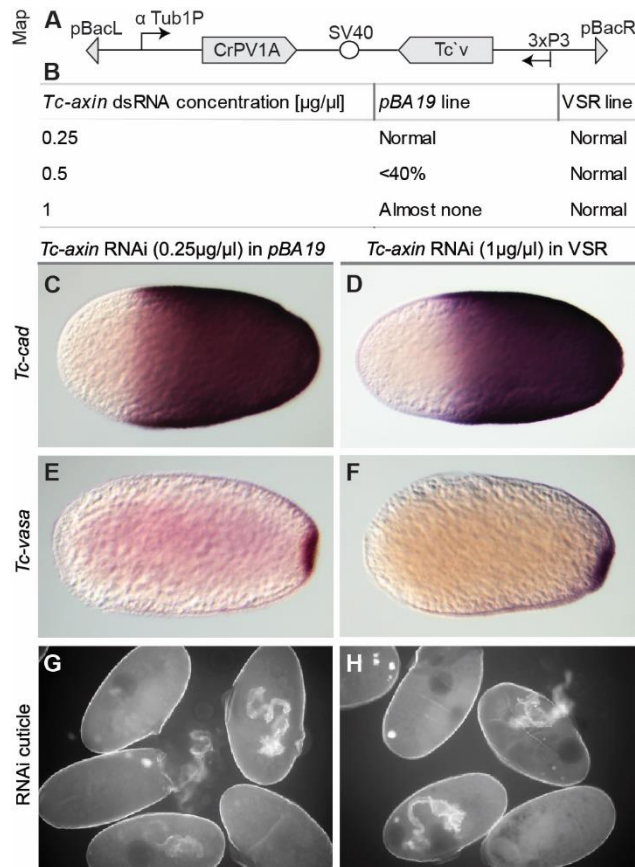 Map
A
pBacL
α Tub1P
CrPV1A
SV40
Tc`v
3xP3
pBacR
B
Tc-axin dsRNA concentration [µg/µl] pBA19 line VSR line
0.25 Normal Normal
0.5 <40% Normal
1 Almost none Normal
Tc-axin RNAi (0.25µg/µl) in pBA19 Tc-axin RNAi (1µg/µl) in VSR
Tc-cad
C D
Tc-vasa
E F
RNAi cuticle
G H